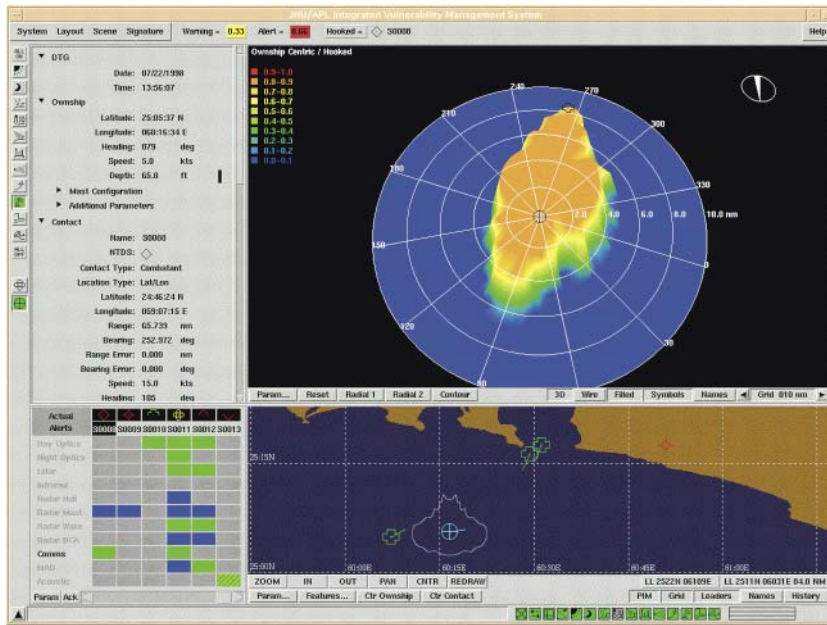 JHU/APL Integrated Vulnerability Management System
System Layout Scene Signature Warning = 0.33 Alert = 0.66 Hooked = S0008 Help
ALL ON
DTG
Date: 07/22/1998
Time: 13:56:07
Ownship
Latitude: 25:05:37 N
Longitude: 060:16:34 E
Heading: 079 deg
Speed: 5.0 kts
Depth: 65.0 ft
Mast Configuration
Additional Parameters
Contact
Name: S0008
NTDS:
Contact Type: Combatant
Location Type: Lat/Lon
Latitude: 24:46:24 N
Longitude: 059:07:15 E
Range: 65.739 nm
Bearing: 252.972 deg
Range Error: 0.000 nm
Bearing Error: 0.000 deg
Speed: 15.0 kts
Heading: 185 deg
ALL OFF
Ownship Centric / Hooked
0.9-1.0
0.8-0.9
0.7-0.8
0.6-0.7
0.5-0.6
0.4-0.5
0.3-0.4
0.2-0.3
0.1-0.2
0.0-0.1
240
270
210
300
180
330
2.0 4.0 6.0 8.0 10.0 nm
150
0
120
30
Param... Reset Radial 1 Radial 2 Contour 3D Wire Filled Symbols Names Grid 010 nm
Actual Alerts
S0008 S0009 S0010 S0011 S0012 S0013
Day Optics
Night Optics
Lidar
Infrared
Radar Hull
Radar Mast
Radar Wake
Radar DCA
Comms
MAD
Acoustic
Param Ack
25:15N
25:00N 60:00E 60:15E 60:30E 60:45E 61:00E
ZOOM IN OUT PAN CNTR REDRAW LL 2522N 06109E LL 2511N 06031E 04.0 NM
Param... Features... Ctr Ownship Ctr Contact PIM Grid Leaders Names History